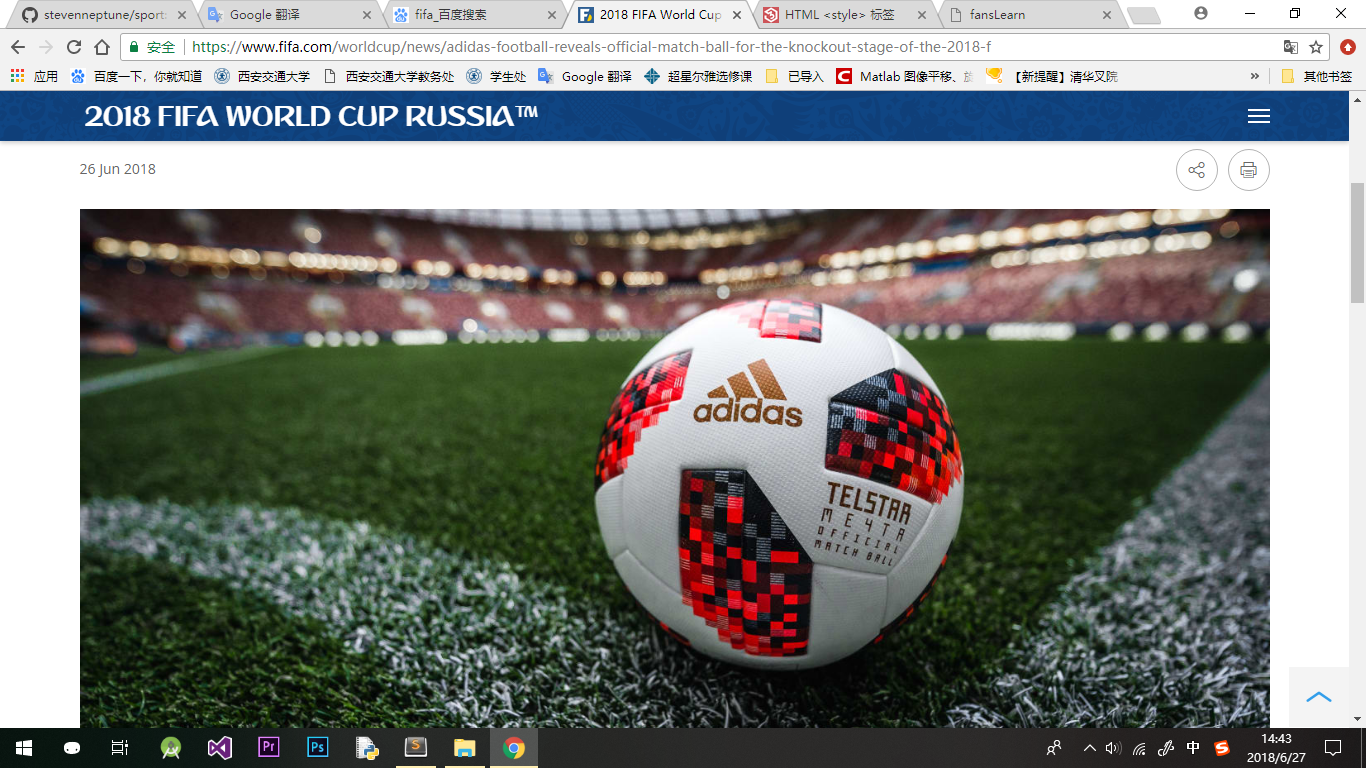 stevenneptune/sport
Google 翻译
fifa_百度搜索
2018 FIFA World Cup
HTML <style> 标签
fansLearn
安全
https://www.fifa.com/worldcup/news/adidas-football-reveals-official-match-ball-for-the-knockout-stage-of-the-2018-f
应用
百度一下，你就知道
西安交通大学
西安交通大学教务处
学生处
Google 翻译
超星尔雅选修课
已导入
Matlab 图像平移、
【新提醒】清华叉院
»
其他书签
2018 FIFA WORLD CUP RUSSIA™
26 Jun 2018
adidas
TELSTAR
МЕЧТА
OFFICIAL
MATCH BALL
Pr
Ps
S
中
S
14:43
2018/6/27